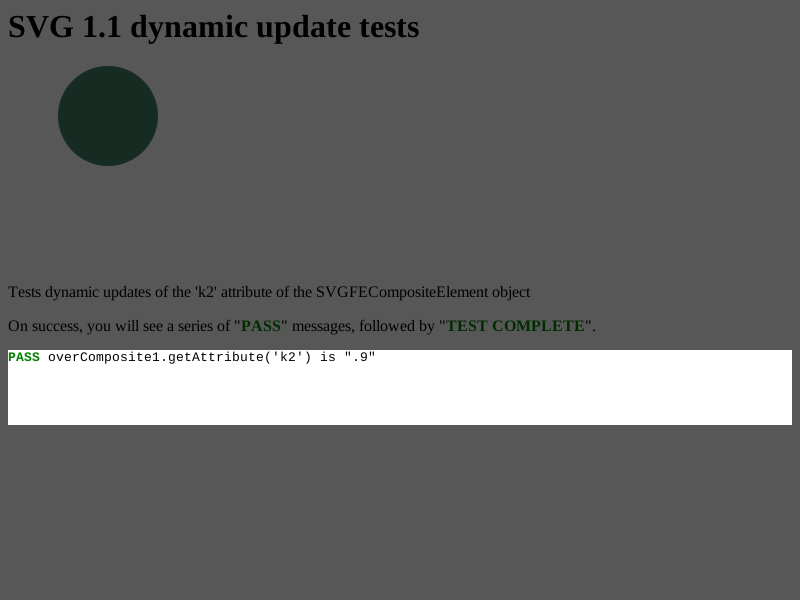 SVG 1.1 dynamic update tests
Tests dynamic updates of the 'k2' attribute of the SVGFECompositeElement object
On success, you will see a series of "PASS" messages, followed by "TEST COMPLETE".
PASS overComposite1.getAttribute('k2') is ".9"